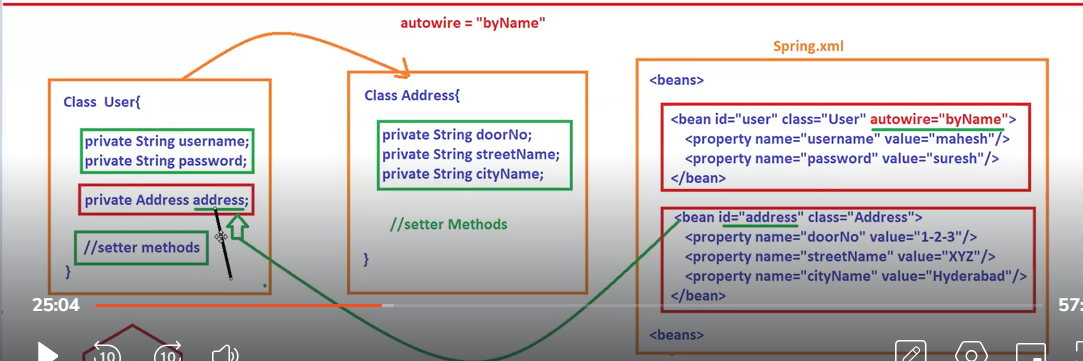 autowire = "byName"
Spring.xml
Class User{
private String username;
private String password;
private Address address;
//setter methods
}
Class Address{
private String doorNo;
private String streetName;
private String cityName;
//setter Methods
}
<beans>
<bean id="user" class="User" autowire="byName">
<property name="username" value="mahesh"/>
<property name="password" value="suresh"/>
</bean>
<bean id="address" class="Address">
<property name="doorNo" value="1-2-3"/>
<property name="streetName" value="XYZ"/>
<property name="cityName" value="Hyderabad"/>
</bean>
<beans>
25:04
57:
10
10